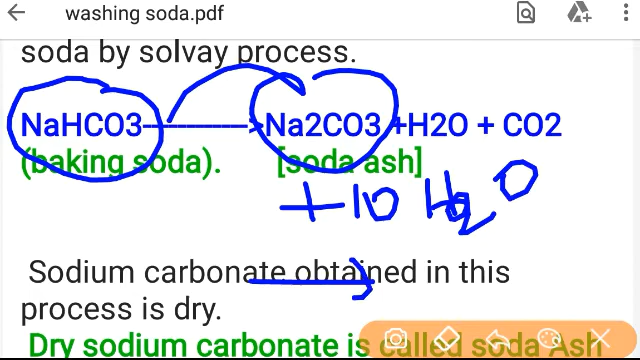 washing soda.pdf
soda by solvay process.
NaHCO3---------->Na2CO3 +H2O + CO2
(baking soda). [soda ash]
+10 H2O
Sodium carbonate obtained in this
process is dry.
Dry sodium carbonate is called soda Ash